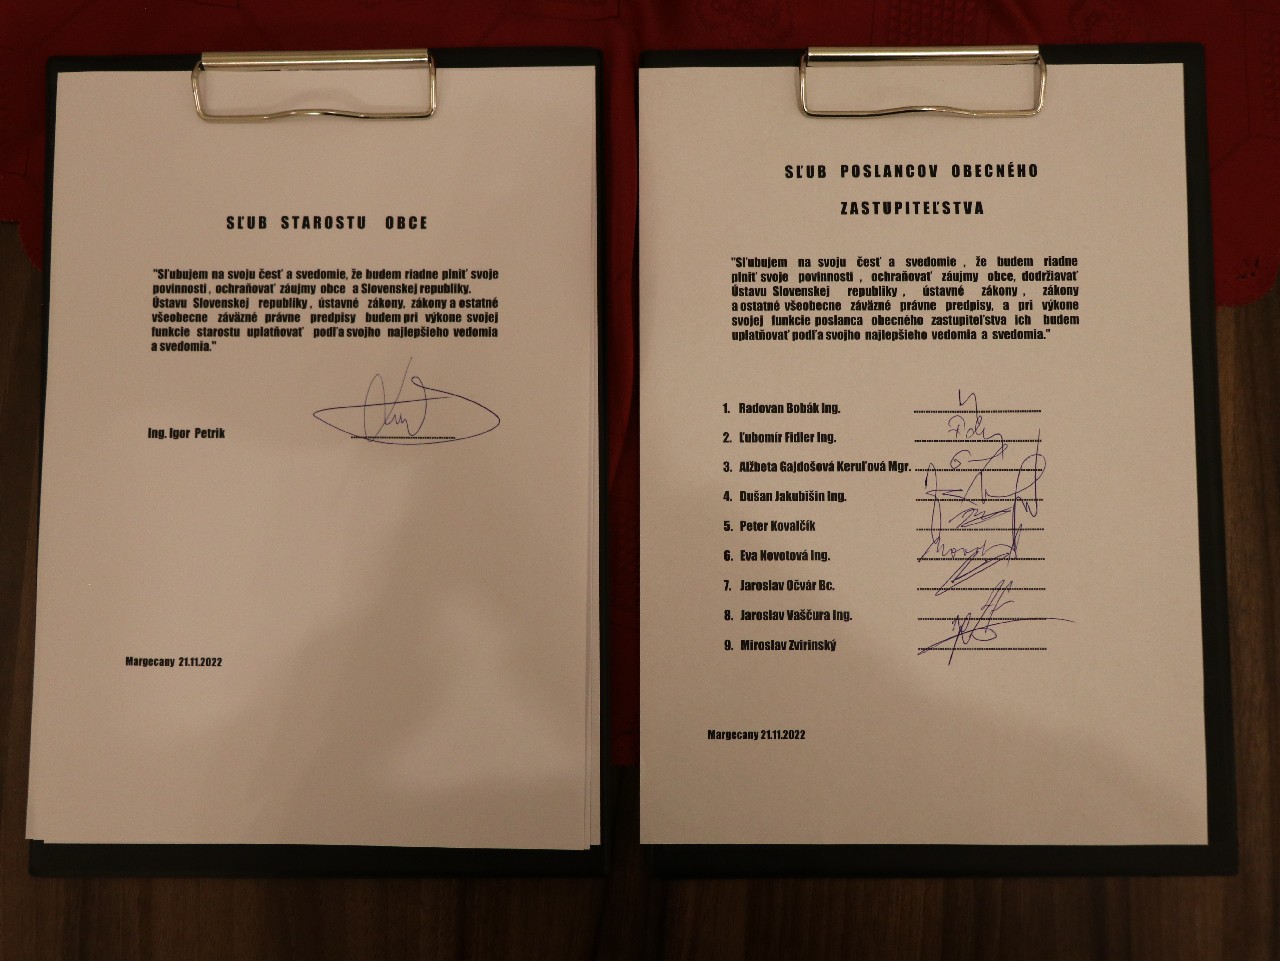 SĽUB STAROSTU OBCE
"Sľubujem na svoju česť a svedomie, že budem riadne plniť svoje
povinnosti , ochraňovať záujmy obce a Slovenskej republiky.
Ústavu Slovenskej republiky , ústavné zákony, zákony a ostatné
všeobecne záväzné právne predpisy budem pri výkone svojej
funkcie starostu uplatňovať podľa svojho najlepšieho vedomia
a svedomia."
Ing. Igor Petrik
Margecany 21.11.2022
SĽUB POSLANCOV OBECNÉHO
ZASTUPITEĽSTVA
"Sľubujem na svoju česť a svedomie , že budem riadne
plniť svoje povinnosti , ochraňovať záujmy obce, dodržiavať
Ústavu Slovenskej republiky , ústavné zákony , zákony
a ostatné všeobecne záväzné právne predpisy, a pri výkone
svojej funkcie poslanca obecného zastupiteľstva ich budem
uplatňovať podľa svojho najlepšieho vedomia a svedomia."
1. Radovan Bobák Ing.
2. Ľubomír Fidler Ing.
3. Alžbeta Gajdošová Keruľová Mgr.
4. Dušan Jakubišin Ing.
5. Peter Kovalčík
6. Eva Novotová Ing.
7. Jaroslav Očvár Bc.
8. Jaroslav Vaščura Ing.
9. Miroslav Zvirinský
Margecany 21.11.2022